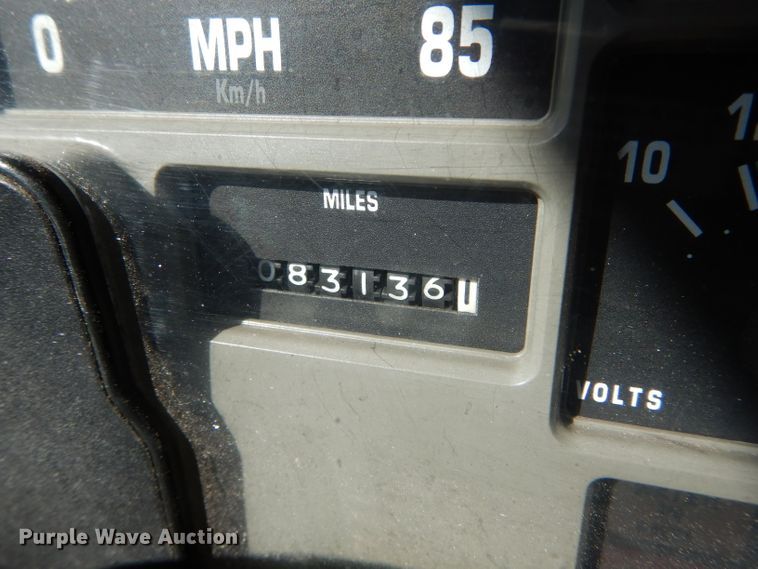 0 MPH 85
Km/h
10
MILES
083136
VOLTS
Purple Wave Auction